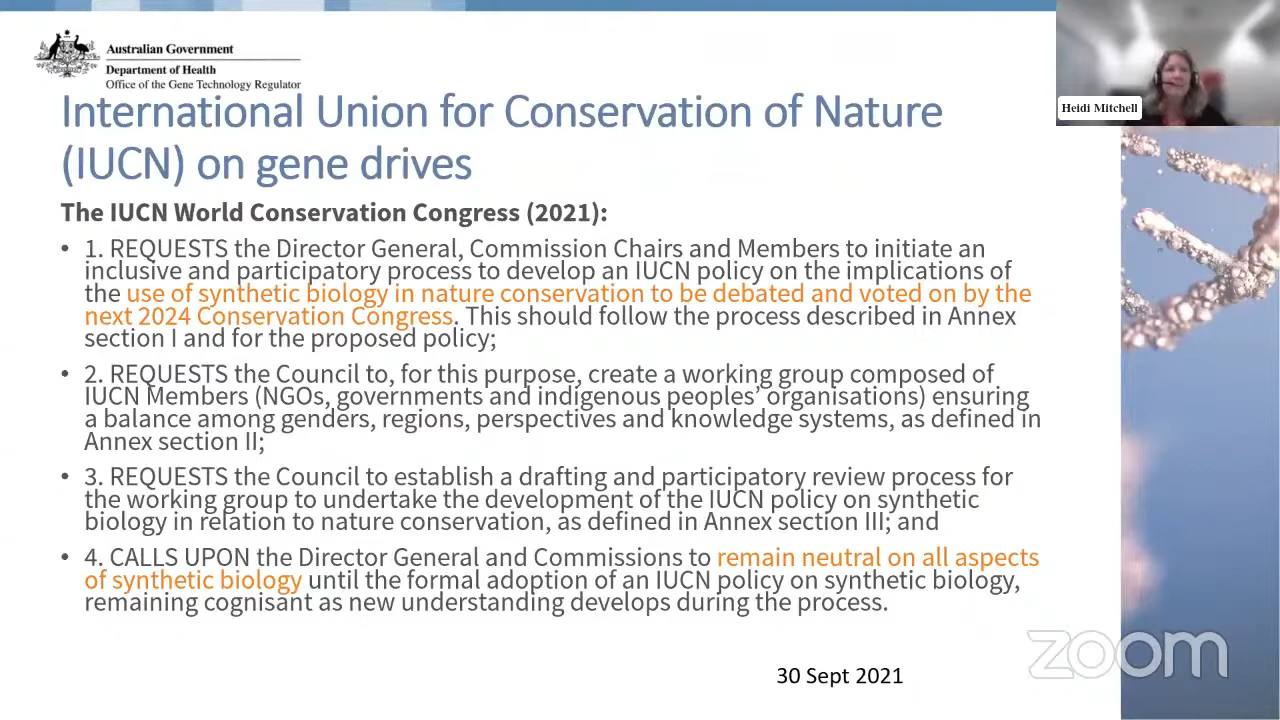 Australian Government
Department of Health
Office of the Gene Technology Regulator
Heidi Mitchell
International Union for Conservation of Nature
(IUCN) on gene drives
The IUCN World Conservation Congress (2021):
• 1. REQUESTS the Director General, Commission Chairs and Members to initiate an
inclusive and participatory process to develop an IUCN policy on the implications of
the use of synthetic biology in nature conservation to be debated and voted on by the
next 2024 Conservation Congress. This should follow the process described in Annex
section I and for the proposed policy;
• 2. REQUESTS the Council to, for this purpose, create a working group composed of
IUCN Members (NGOs, governments and indigenous peoples’ organisations) ensuring
a balance among genders, regions, perspectives and knowledge systems, as defined in
Annex section II;
• 3. REQUESTS the Council to establish a drafting and participatory review process for
the working group to undertake the development of the IUCN policy on synthetic
biology in relation to nature conservation, as defined in Annex section III; and
• 4. CALLS UPON the Director General and Commissions to remain neutral on all aspects
of synthetic biology until the formal adoption of an IUCN policy on synthetic biology,
remaining cognisant as new understanding develops during the process.
zoom
30 Sept 2021